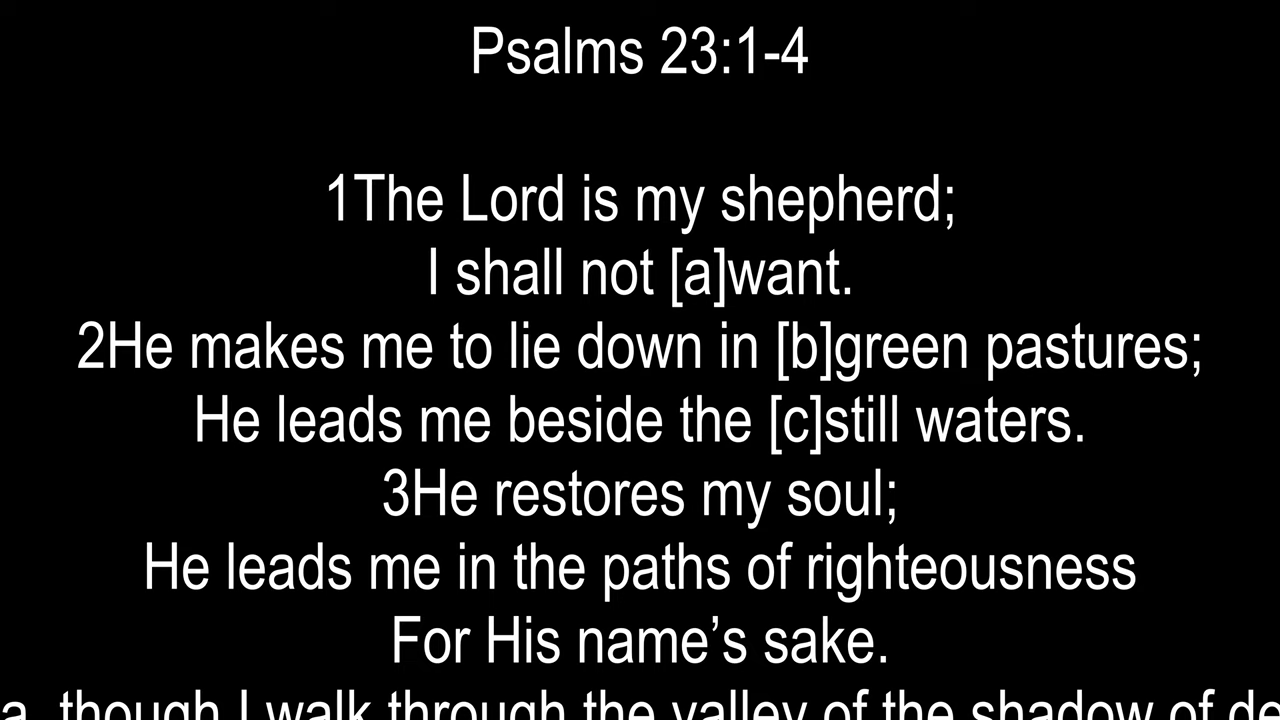 Psalms 23:1-4
1The Lord is my shepherd;
I shall not [a]want.
2He makes me to lie down in [b]green pastures;
He leads me beside the [c]still waters.
3He restores my soul;
He leads me in the paths of righteousness
For His name’s sake.
a, though I walk through the valley of the shadow of de